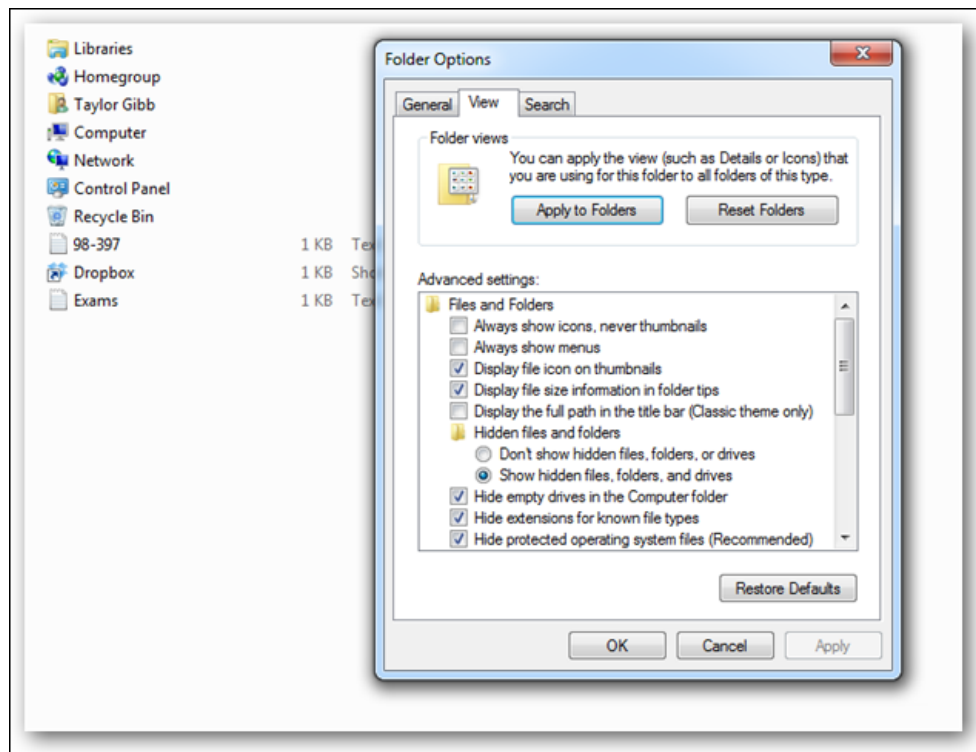 Libraries
Homegroup
Taylor Gibb
Computer
Network
Control Panel
Recycle Bin
98-397 1 KB
Dropbox 1 KB
Exams 1 KB
Folder Options
General View Search
Folder views
You can apply the view (such as Details or Icons) that
you are using for this folder to all folders of this type.
Apply to Folders Reset Folders
Advanced settings:
Files and Folders
Always show icons, never thumbnails
Always show menus
Display file icon on thumbnails
Display file size information in folder tips
Display the full path in the title bar (Classic theme only)
Hidden files and folders
Don't show hidden files, folders, or drives
Show hidden files, folders, and drives
Hide empty drives in the Computer folder
Hide extensions for known file types
Hide protected operating system files (Recommended)
Restore Defaults
OK Cancel Apply